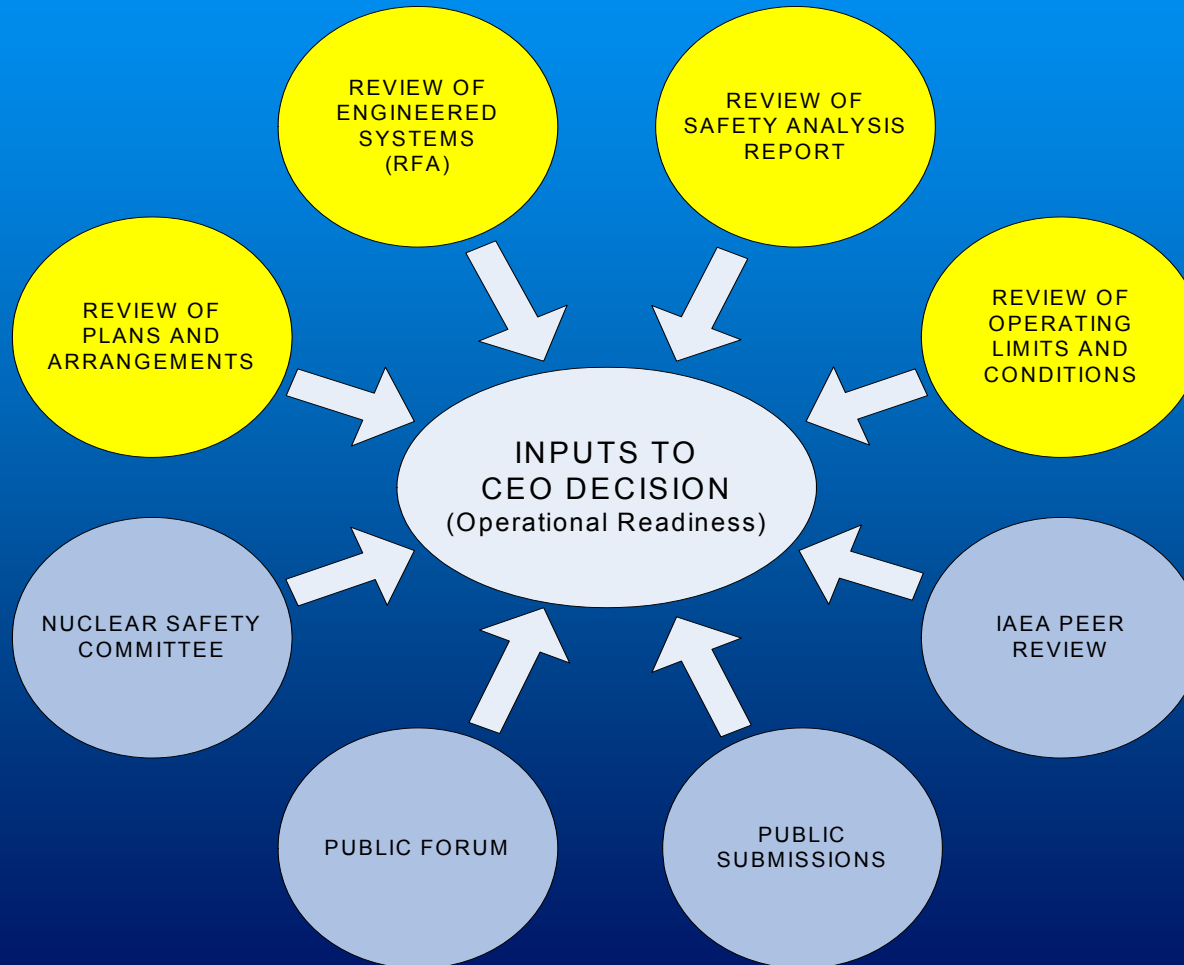 REVIEW OF
ENGINEERED
SYSTEMS
(RFA)
REVIEW OF
SAFETY ANALYSIS
REPORT
REVIEW OF
PLANS AND
ARRANGEMENTS
REVIEW OF
OPERATING
LIMITS AND
CONDITIONS
INPUTS TO
CEO DECISION
(Operational Readiness)
NUCLEAR SAFETY
COMMITTEE
IAEA PEER
REVIEW
PUBLIC FORUM
PUBLIC
SUBMISSIONS